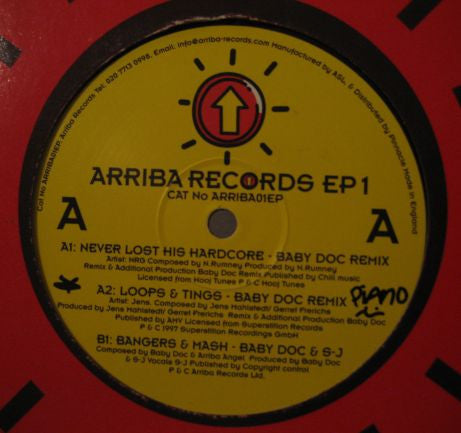 Cat No ARRIBA01EP. Arriba Records Tel: 020 7713 0998. Email: info@arriba-records.com Manufactured by ASL. & Distributed by Pinnacle Made in England
ARRIBA RECORDS EP 1
CAT No ARRIBA01EP
A A
A1: NEVER LOST HIS HARDCORE - BABY DOC REMIX
Artist: NRG Composed by N.Rumney Produced by N.Rumney
Remix & Additional Production Baby Doc Remix Published by Chill music
Licensed from Hooj Tunes P & C Hooj Tunes
A2: LOOPS & TINGS - BABY DOC REMIX PIANO
Artist: Jens. Composed by Jens Mahlstedt/ Gerret Frerichs
Produced by Jens Mahlstedt/ Gerret Frerichs Remix & Additional Production Baby Doc
Published by AMV Licensed from Superstition Records
P & C 1997 Superstition Recordings GmbH
B1: BANGERS & MASH - BABY DOC & S-J
Composed by Baby Doc & Arriba Angel. Produced by Baby Doc
& S-J Vocals S-J Published by Copyright control
P & C Arriba Records Ltd.